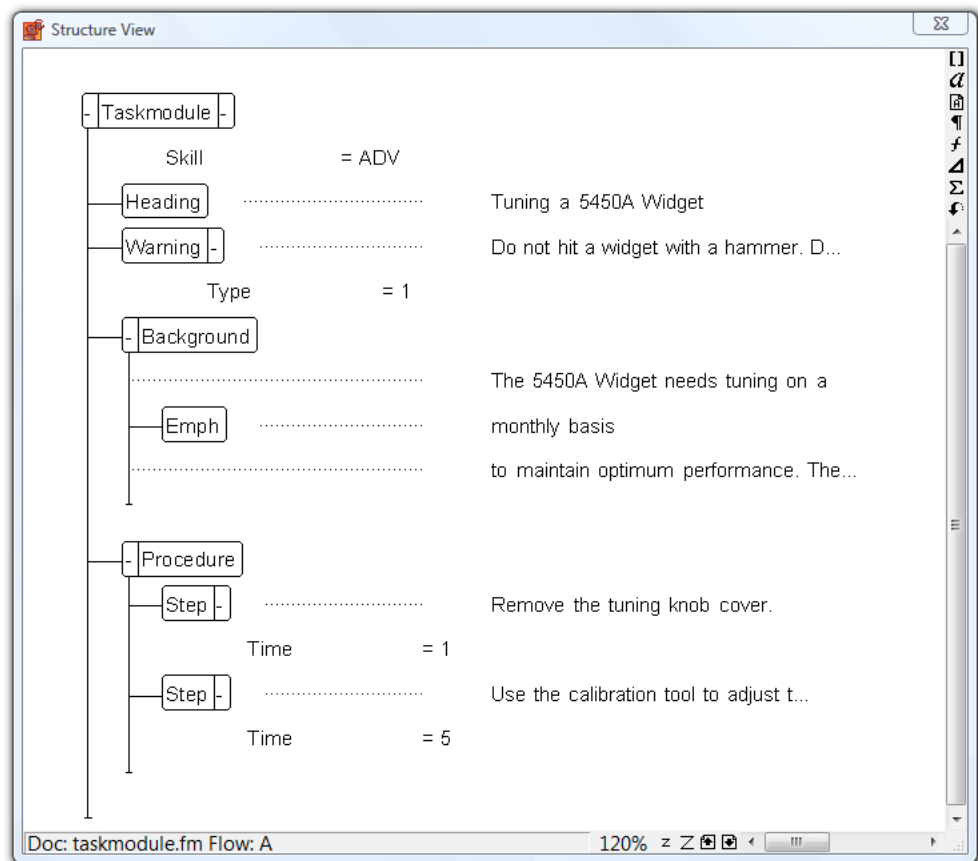 Structure View
- Taskmodule -
Skill = ADV
Heading Tuning a 5450A Widget
Warning - Do not hit a widget with a hammer. D...
Type = 1
- Background
The 5450A Widget needs tuning on a
Emph monthly basis
to maintain optimum performance. The...
- Procedure
Step - Remove the tuning knob cover.
Time = 1
Step - Use the calibration tool to adjust t...
Time = 5
Doc: taskmodule.fm Flow: A 120% z Z